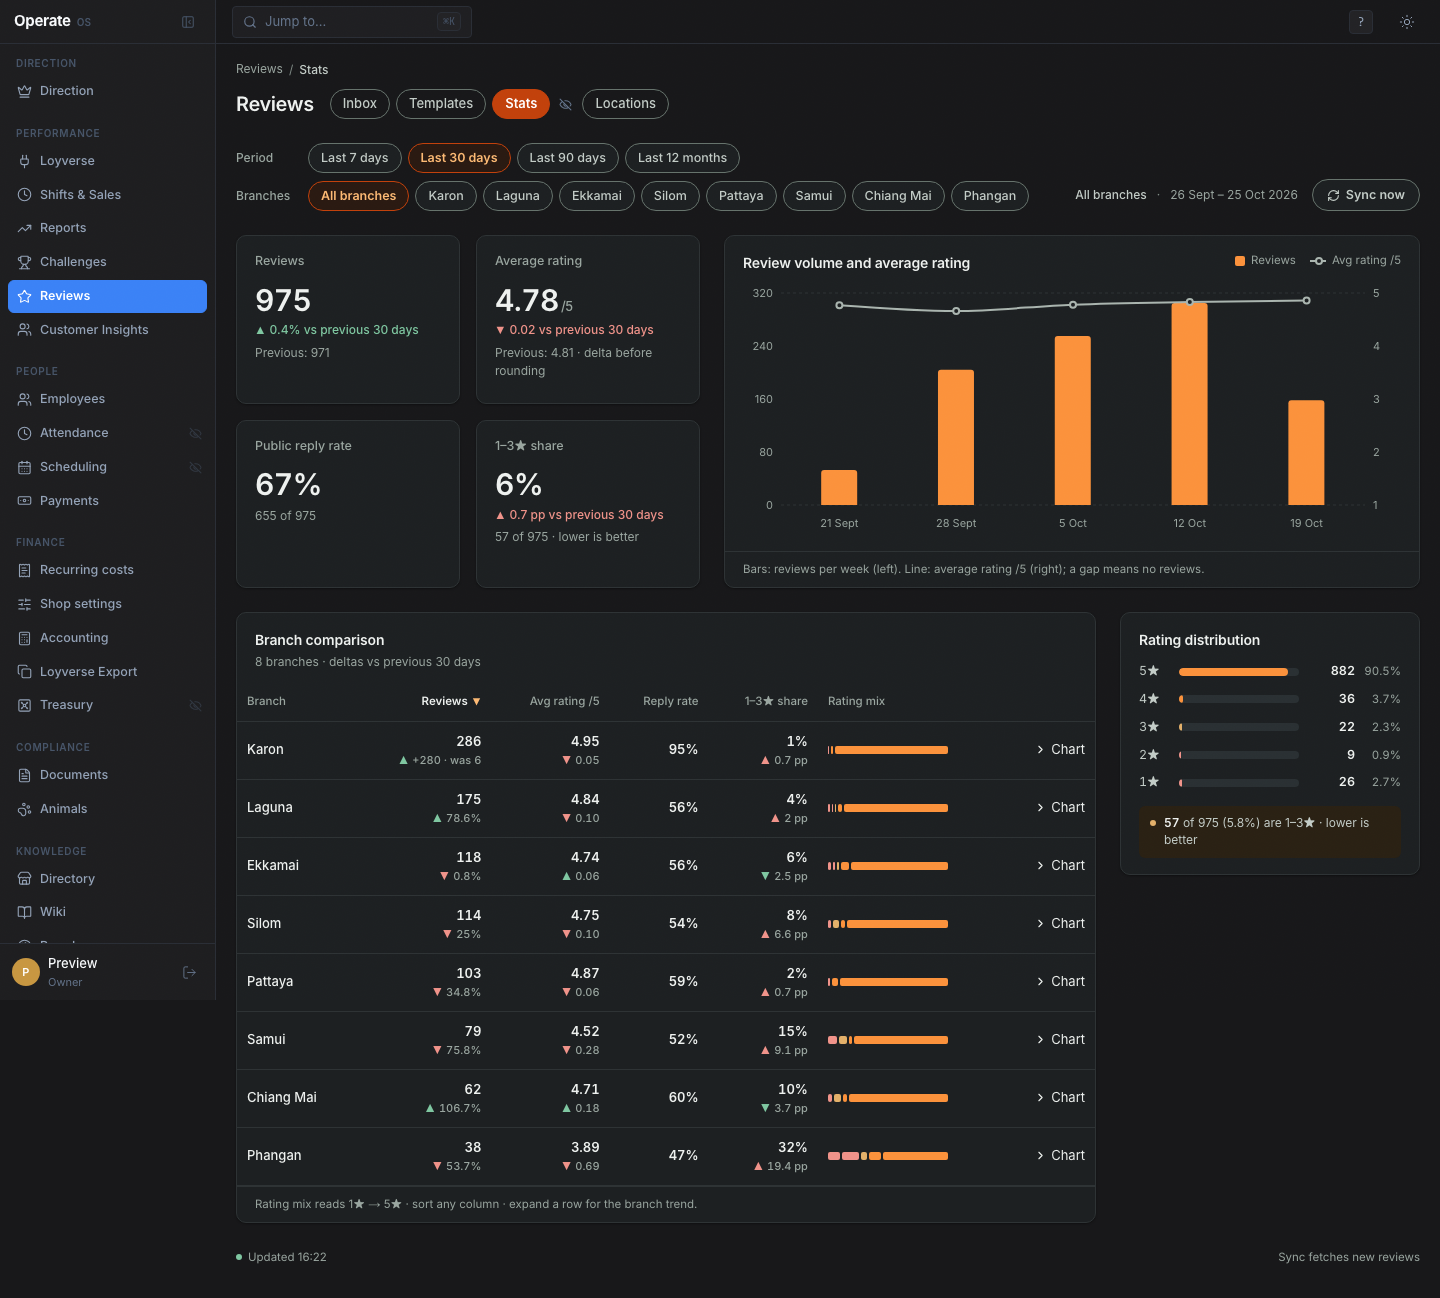 Operate OS
Jump to...
⌘K
?
DIRECTION
Direction
PERFORMANCE
Loyverse
Shifts & Sales
Reports
Challenges
Reviews
Customer Insights
PEOPLE
Employees
Attendance
Scheduling
Payments
FINANCE
Recurring costs
Shop settings
Accounting
Loyverse Export
Treasury
COMPLIANCE
Documents
Animals
KNOWLEDGE
Directory
Wiki
P
Preview
Owner
Reviews / Stats
Reviews
Inbox
Templates
Stats
Locations
Period
Last 7 days
Last 30 days
Last 90 days
Last 12 months
Branches
All branches
Karon
Laguna
Ekkamai
Silom
Pattaya
Samui
Chiang Mai
Phangan
All branches · 26 Sept – 25 Oct 2026
Sync now
Reviews
975
▲ 0.4% vs previous 30 days
Previous: 971
Average rating
4.78/5
▼ 0.02 vs previous 30 days
Previous: 4.81 · delta before
rounding
Public reply rate
67%
655 of 975
1–3★ share
6%
▲ 0.7 pp vs previous 30 days
57 of 975 · lower is better
Review volume and average rating
Reviews
Avg rating /5
320
240
160
80
0
5
4
3
2
1
21 Sept
28 Sept
5 Oct
12 Oct
19 Oct
Bars: reviews per week (left). Line: average rating /5 (right); a gap means no reviews.
Branch comparison
8 branches · deltas vs previous 30 days
Branch Reviews ▼ Avg rating /5 Reply rate 1–3★ share Rating mix
Karon 286 4.95 95% 1% › Chart
▲ +280 · was 6 ▼ 0.05 ▲ 0.7 pp
Laguna 175 4.84 56% 4% › Chart
▲ 78.6% ▼ 0.10 ▲ 2 pp
Ekkamai 118 4.74 56% 6% › Chart
▼ 0.8% ▲ 0.06 ▼ 2.5 pp
Silom 114 4.75 54% 8% › Chart
▼ 25% ▼ 0.10 ▲ 6.6 pp
Pattaya 103 4.87 59% 2% › Chart
▼ 34.8% ▼ 0.06 ▲ 0.7 pp
Samui 79 4.52 52% 15% › Chart
▼ 75.8% ▼ 0.28 ▲ 9.1 pp
Chiang Mai 62 4.71 60% 10% › Chart
▲ 106.7% ▲ 0.18 ▼ 3.7 pp
Phangan 38 3.89 47% 32% › Chart
▼ 53.7% ▼ 0.69 ▲ 19.4 pp
Rating mix reads 1★ → 5★ · sort any column · expand a row for the branch trend.
Rating distribution
5★ 882 90.5%
4★ 36 3.7%
3★ 22 2.3%
2★ 9 0.9%
1★ 26 2.7%
57 of 975 (5.8%) are 1–3★ · lower is
better
Updated 16:22
Sync fetches new reviews